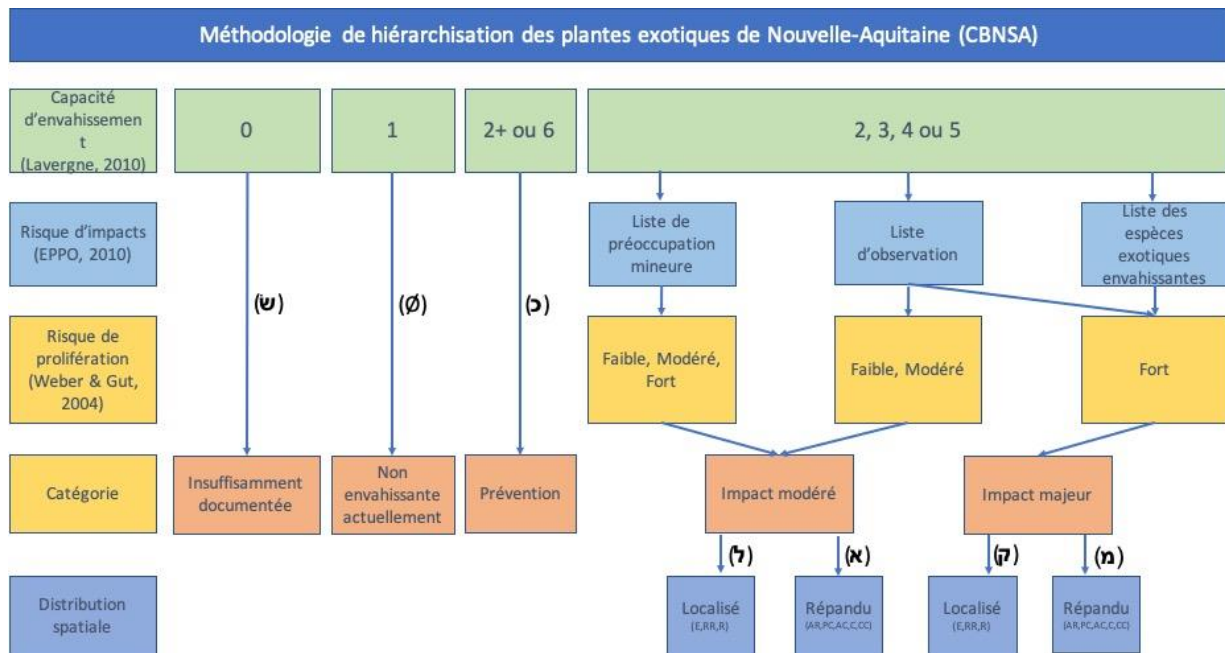 Méthodologie de hiérarchisation des plantes exotiques de Nouvelle-Aquitaine (CBNSA)
Capacité
d'envahissemen
t
(Lavergne, 2010)
0
1
2+ ou 6
2, 3, 4 ou 5
Risque d'impacts
(EPPO, 2010)
Liste de
préoccupation
mineure
Liste
d'observation
Liste des
espèces
exotiques
envahissantes
(שׂ)
(Ø)
(כ)
Risque de
prolifération
(Weber & Gut,
2004)
Faible, Modéré,
Fort
Faible, Modéré
Fort
Catégorie
Insuffisamment
documentée
Non
envahissante
actuellement
Prévention
Impact modéré
Impact majeur
(ל)
(א)
(ק)
(מ)
Distribution
spatiale
Localisé
(E,RR,R)
Répandu
(AR,PC,AC,C,CC)
Localisé
(E,RR,R)
Répandu
(AR,PC,AC,C,CC)